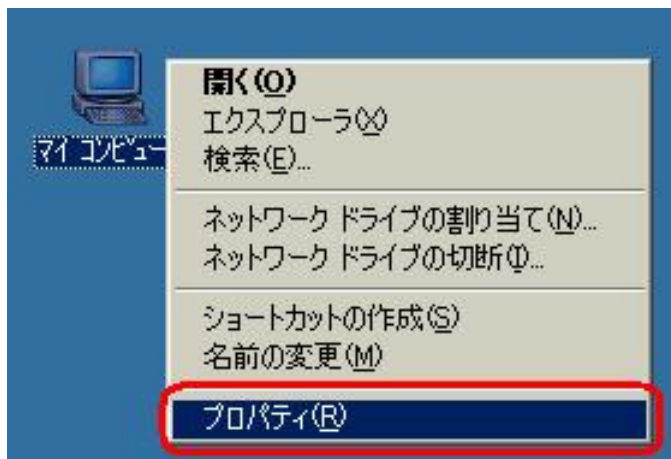 マイ コンピュー
開く(O)
エクスプローラ(X)
検索(E)...
ネットワーク ドライブの割り当て(N)...
ネットワーク ドライブの切断(I)...
ショートカットの作成(S)
名前の変更(M)
プロパティ(R)